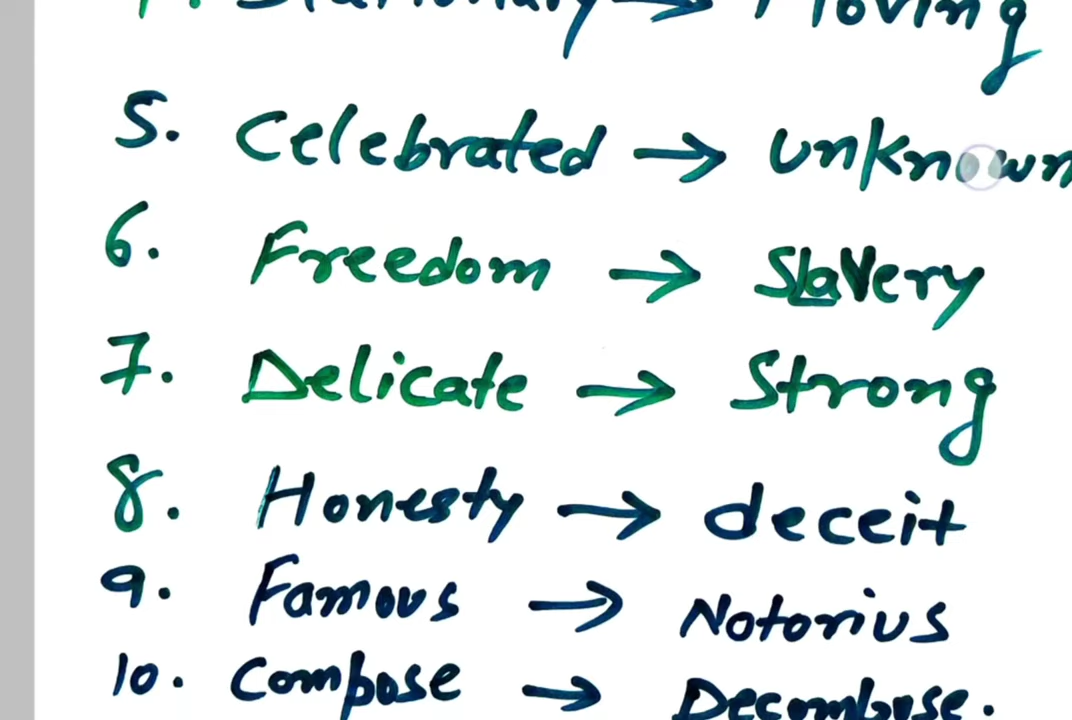 Stationary → Moving
5. Celebrated → Unknown
6. Freedom → Slavery
7. Delicate → Strong
8. Honesty → deceit
9. Famous → Notorius
10. Compose → Decompose.